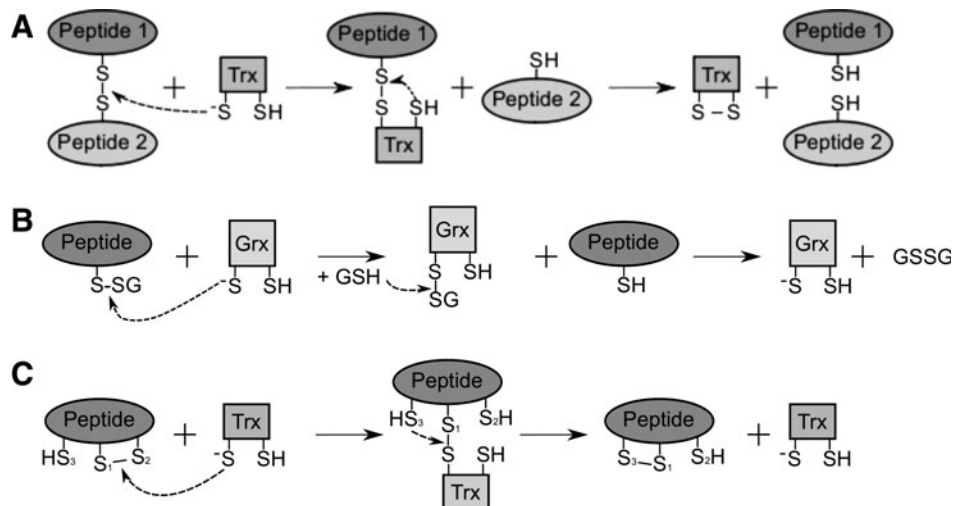 A
Peptide 1
S
S
Peptide 2
+
Trx
-S SH
Peptide 1
S
S SH
Trx
+
SH
Peptide 2
Trx
S–S
+
Peptide 1
SH
SH
Peptide 2
B
Peptide
S-SG
+
Grx
-S SH
+ GSH
Grx
S SH
SG
+
Peptide
SH
Grx
-S SH
+ GSSG
C
Peptide
HS3 S1–S2
+
Trx
-S SH
Peptide
HS3 S1 S2H
S SH
Trx
Peptide
S3–S1 S2H
+
Trx
-S SH